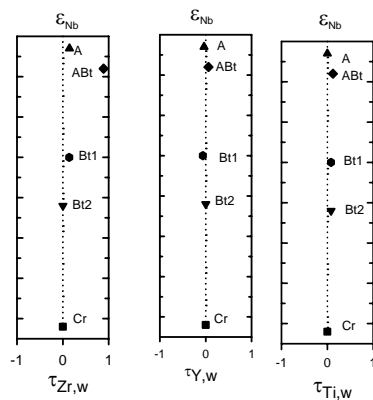 εNb
A
ABt
Bt1
Bt2
Cr
-1 0 1
τZr,w
εNb
A
ABt
Bt1
Bt2
Cr
-1 0 1
τY,w
εNb
A
ABt
Bt1
Bt2
Cr
-1 0 1
τTi,w